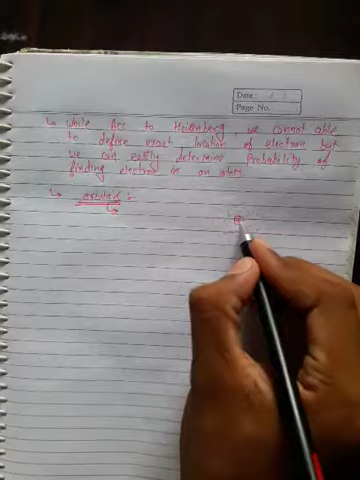 Date : / /
Page No.
↳ while Acc to Heisenberg, we cannot able
to define exact location of electron but
we can easily determine Probability of
finding electron in an atom
↳ orbital :-
↳